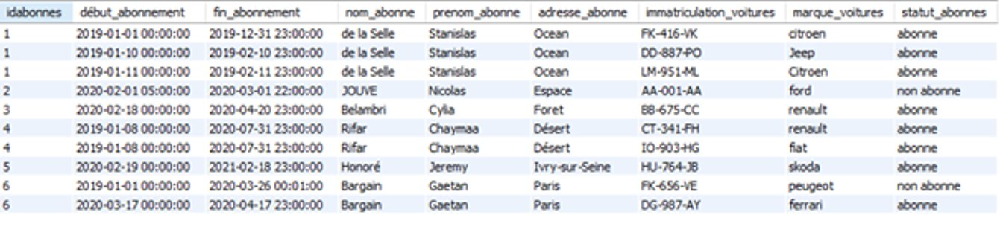 idabonnes début_abonnement fin_abonnement nom_abonne prenom_abonne adresse_abonne immatriculation_voitures marque_voitures statut_abonnes
1 2019-01-01 00:00:00 2019-12-31 23:00:00 de la Selle Stanislas Ocean FK-416-VK citroen abonne
1 2019-01-10 00:00:00 2019-02-10 23:00:00 de la Selle Stanislas Ocean DD-887-PO Jeep abonne
1 2019-01-11 00:00:00 2019-02-11 23:00:00 de la Selle Stanislas Ocean LM-951-ML Citroen abonne
2 2020-02-01 05:00:00 2020-03-01 22:00:00 JOUVE Nicolas Espace AA-001-AA ford non abonne
3 2020-02-18 00:00:00 2020-04-20 23:00:00 Belambri Cylia Foret BB-675-CC renault abonne
4 2019-01-08 00:00:00 2020-07-31 23:00:00 Rifar Chaymaa Désert CT-341-FH renault abonne
4 2019-01-08 00:00:00 2020-07-31 23:00:00 Rifar Chaymaa Désert IO-903-HG fiat abonne
5 2020-02-19 00:00:00 2021-02-18 23:00:00 Honoré Jeremy Ivry-sur-Seine HU-764-JB skoda abonne
6 2019-01-01 00:00:00 2020-03-26 00:01:00 Bargain Gaetan Paris FK-656-VE peugeot non abonne
6 2020-03-17 00:00:00 2020-04-17 23:00:00 Bargain Gaetan Paris DG-987-AY ferrari abonne